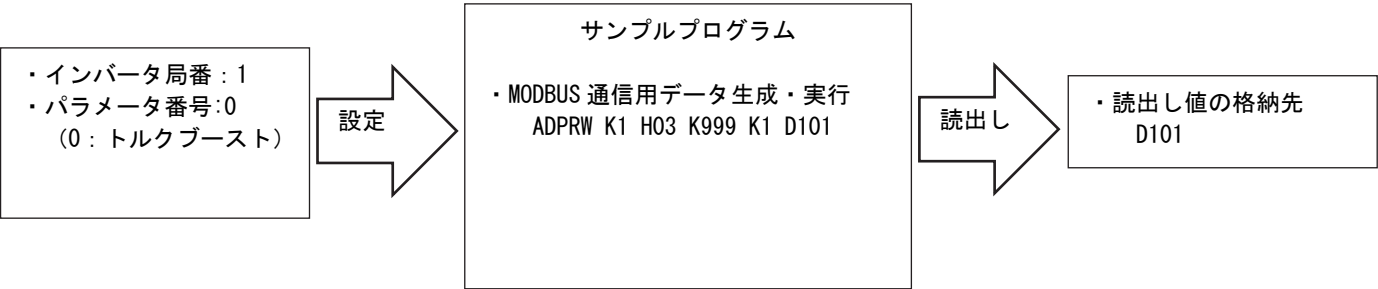 ・インバータ局番：1
・パラメータ番号:0
（0：トルクブースト）
設定
サンプルプログラム
・MODBUS 通信用データ生成・実行
ADPRW K1 H03 K999 K1 D101
読出し
・読出し値の格納先
D101